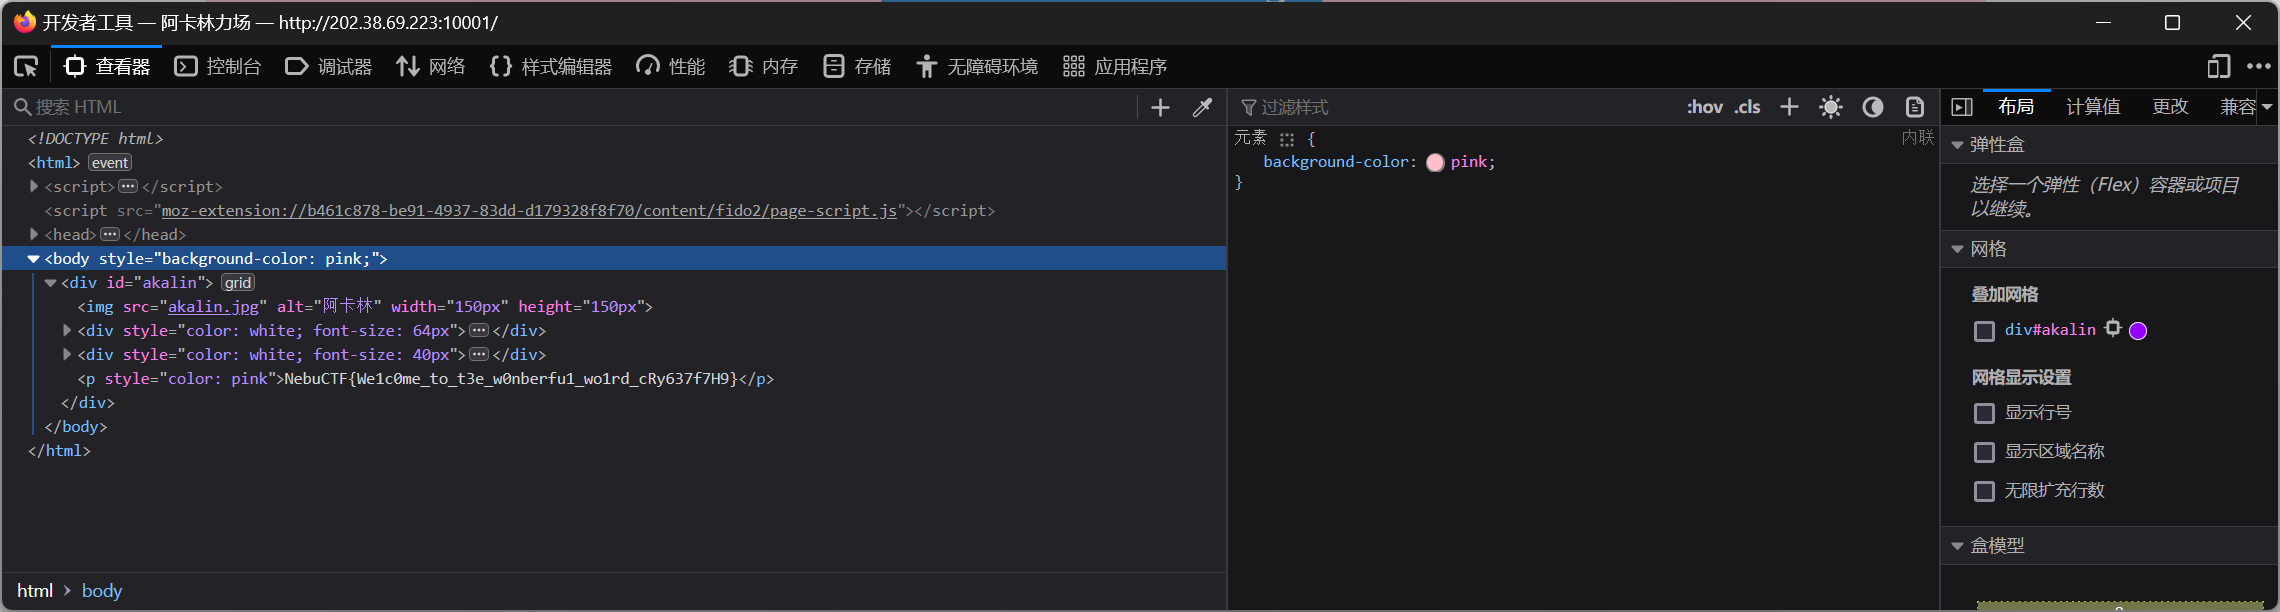 开发者工具 — 阿卡林力场 — http://202.38.69.223:10001/
查看器 控制台 调试器 网络 样式编辑器 性能 内存 存储 无障碍环境 应用程序
搜索 HTML
<!DOCTYPE html>
<html> event
<script>…</script>
<script src="moz-extension://b461c878-be91-4937-83dd-d179328f8f70/content/fido2/page-script.js"></script>
<head>…</head>
<body style="background-color: pink;">
<div id="akalin"> grid
<img src="akalin.jpg" alt="阿卡林" width="150px" height="150px">
<div style="color: white; font-size: 64px">…</div>
<div style="color: white; font-size: 40px">…</div>
<p style="color: pink">NebuCTF{We1c0me_to_t3e_w0nberfu1_wo1rd_cRy637f7H9}</p>
</div>
</body>
</html>
html > body
过滤样式 :hov .cls
元素 { 内联
background-color: pink;
}
布局 计算值 更改 兼容
弹性盒
选择一个弹性（Flex）容器或项目
以继续。
网格
叠加网格
div#akalin
网格显示设置
显示行号
显示区域名称
无限扩充行数
盒模型